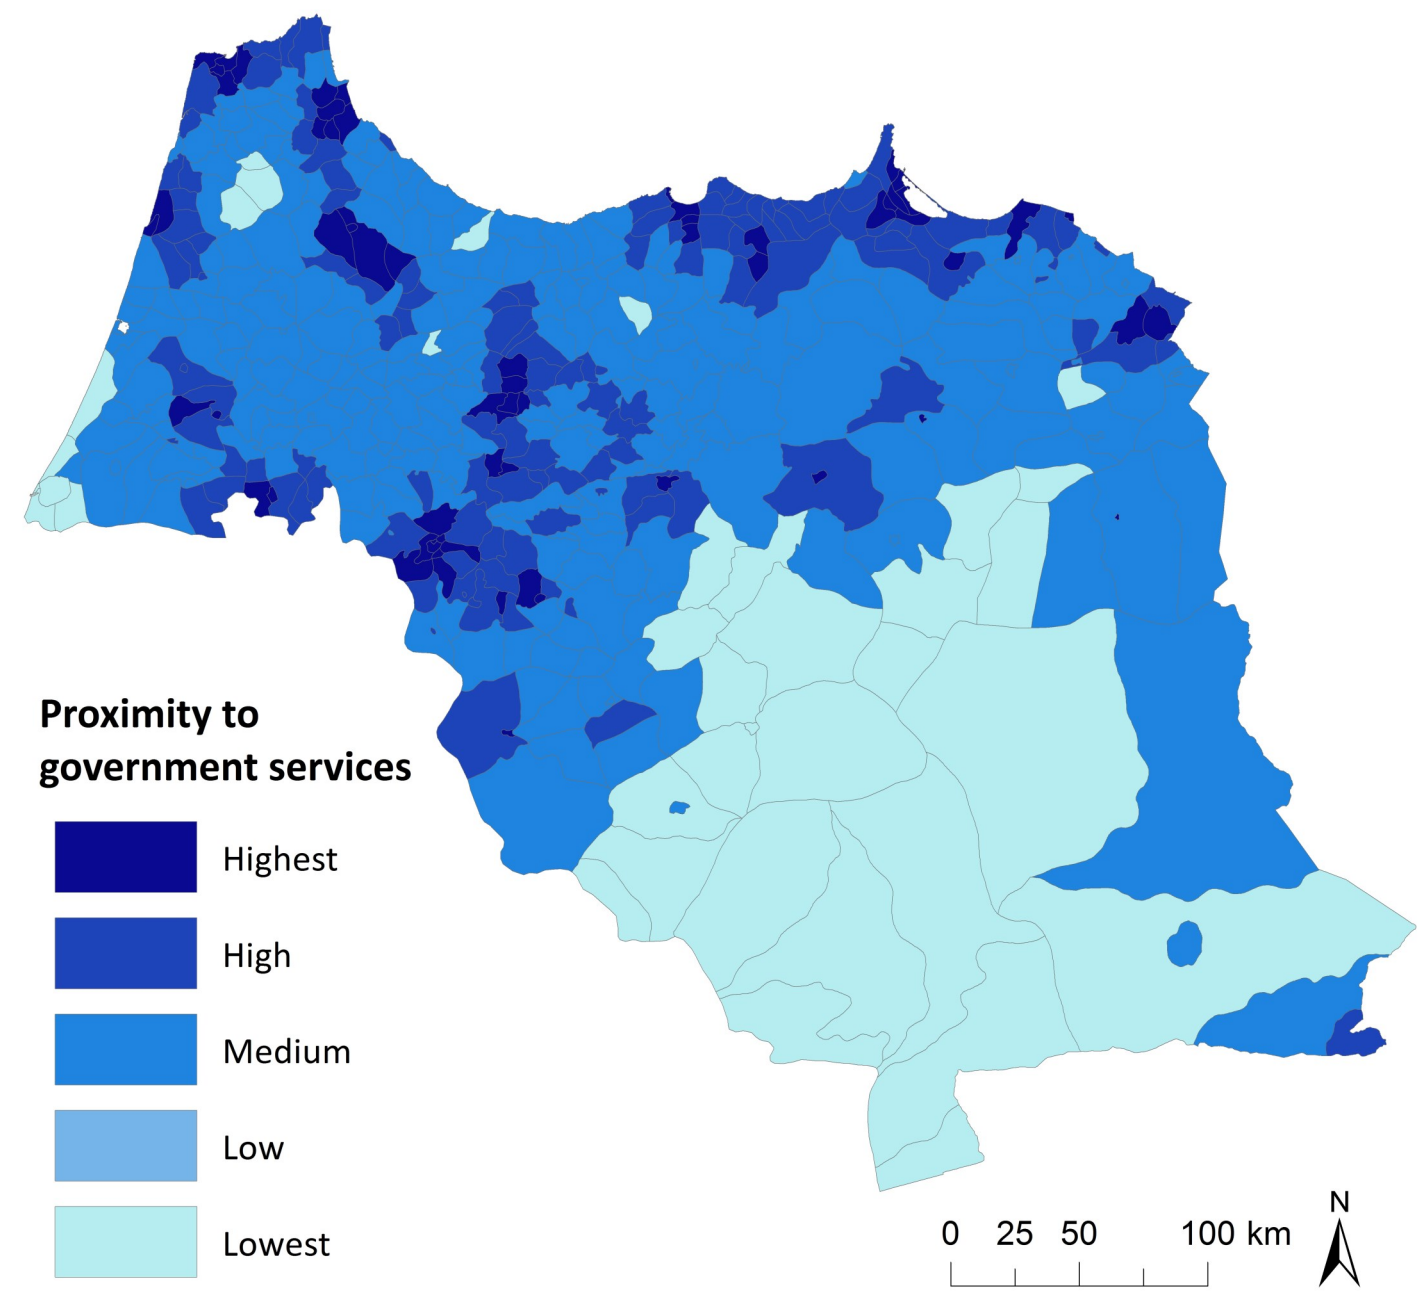 Proximity to
government services
Highest
High
Medium
Low
Lowest
0 25 50 100 km
N